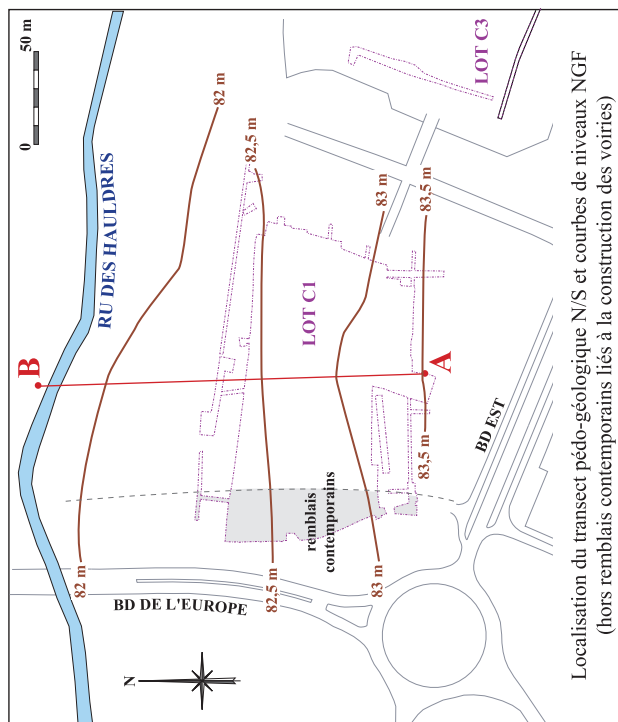 0 50 m
RU DES HAULDRES
B
82 m
82 m
82,5 m
82,5 m
LOT C1
LOT C3
remblais
contemporains
83 m
83 m
83,5 m
83,5 m
A
BD DE L'EUROPE
BD EST
N
Localisation du transect pédo-géologique N/S et courbes de niveaux NGF
(hors remblais contemporains liés à la construction des voiries)